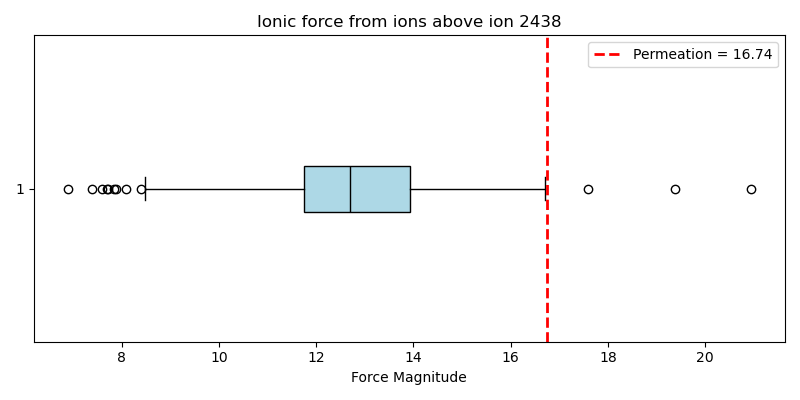 Ionic force from ions above ion 2438
Permeation = 16.74
1
8 10 12 14 16 18 20
Force Magnitude